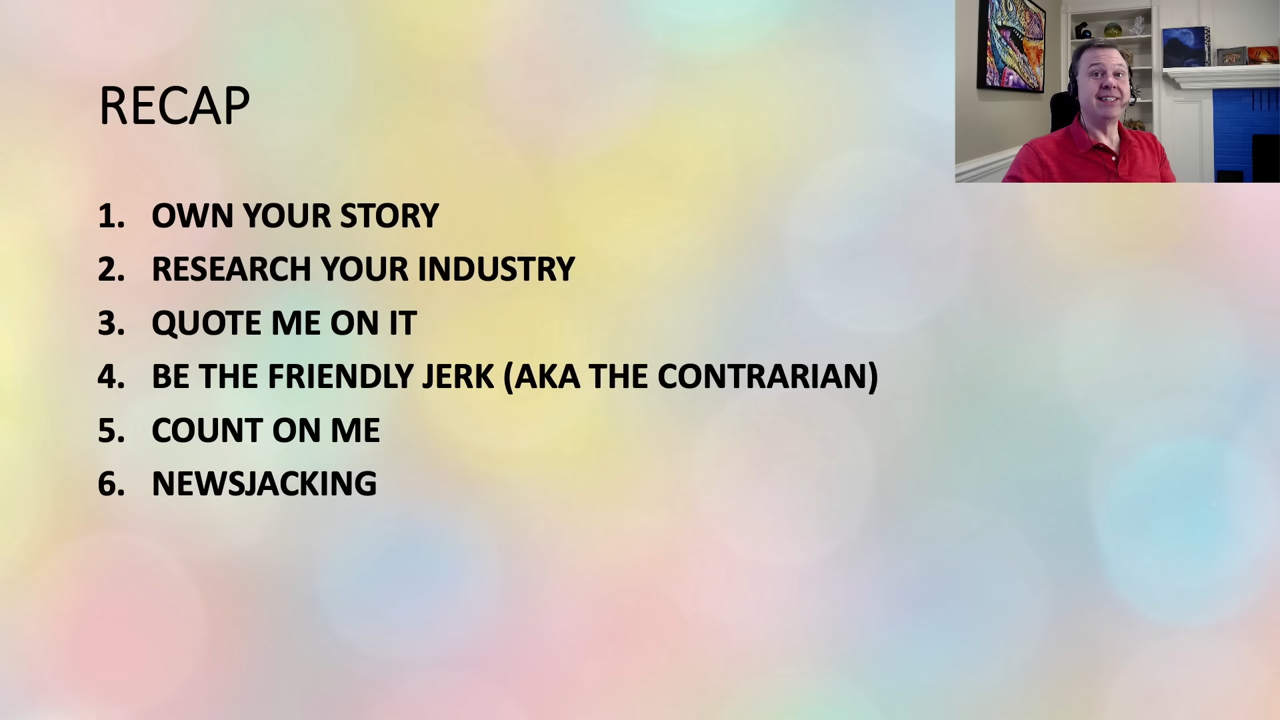 RECAP
1. OWN YOUR STORY
2. RESEARCH YOUR INDUSTRY
3. QUOTE ME ON IT
4. BE THE FRIENDLY JERK (AKA THE CONTRARIAN)
5. COUNT ON ME
6. NEWSJACKING